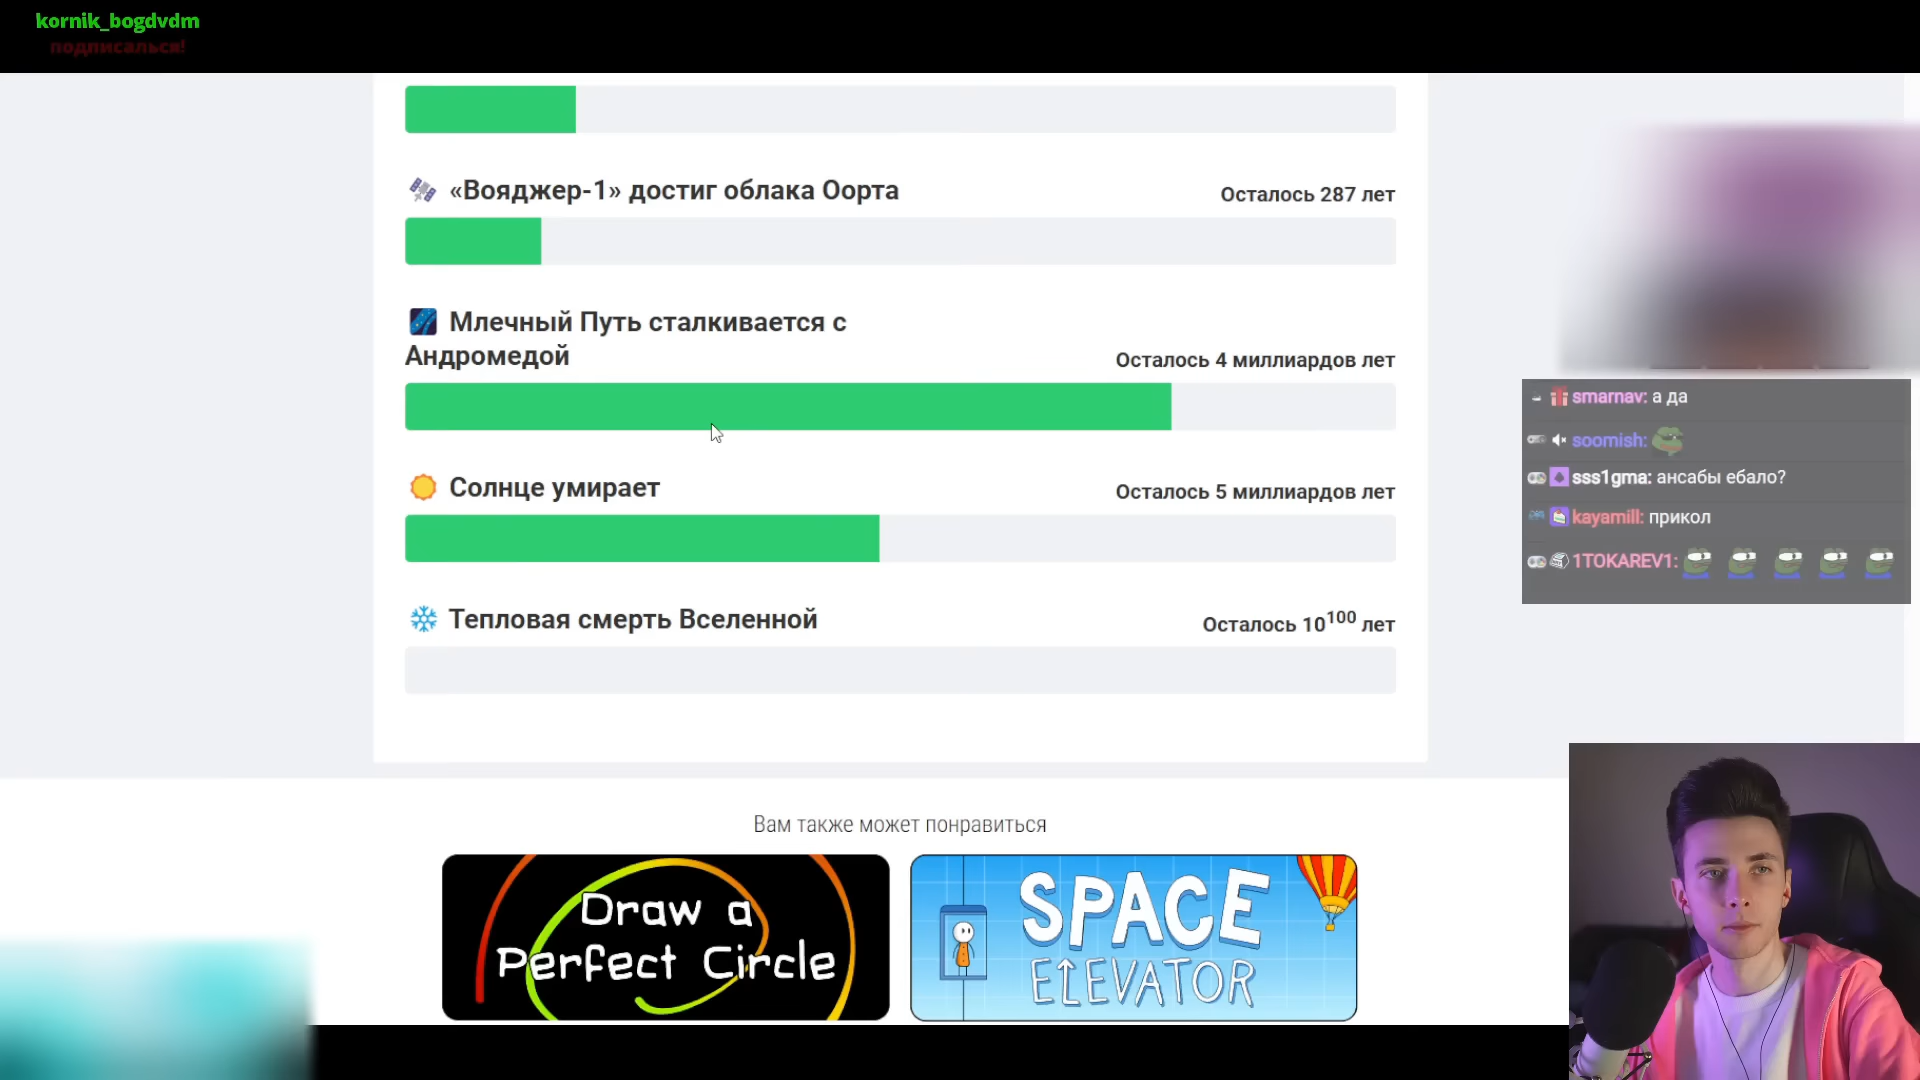 kornik_bogdvdm
подписалься!
«Вояджер-1» достиг облака Оорта
Осталось 287 лет
Млечный Путь сталкивается с
Андромедой
Осталось 4 миллиардов лет
Солнце умирает
Осталось 5 миллиардов лет
Тепловая смерть Вселенной
Осталось 10¹⁰⁰ лет
Вам также может понравиться
Draw a
Perfect Circle
SPACE
ELEVATOR
smarnav: а да
soomish:
sss1gma: ансабы ебало?
kayamill: прикол
1TOKAREV1: